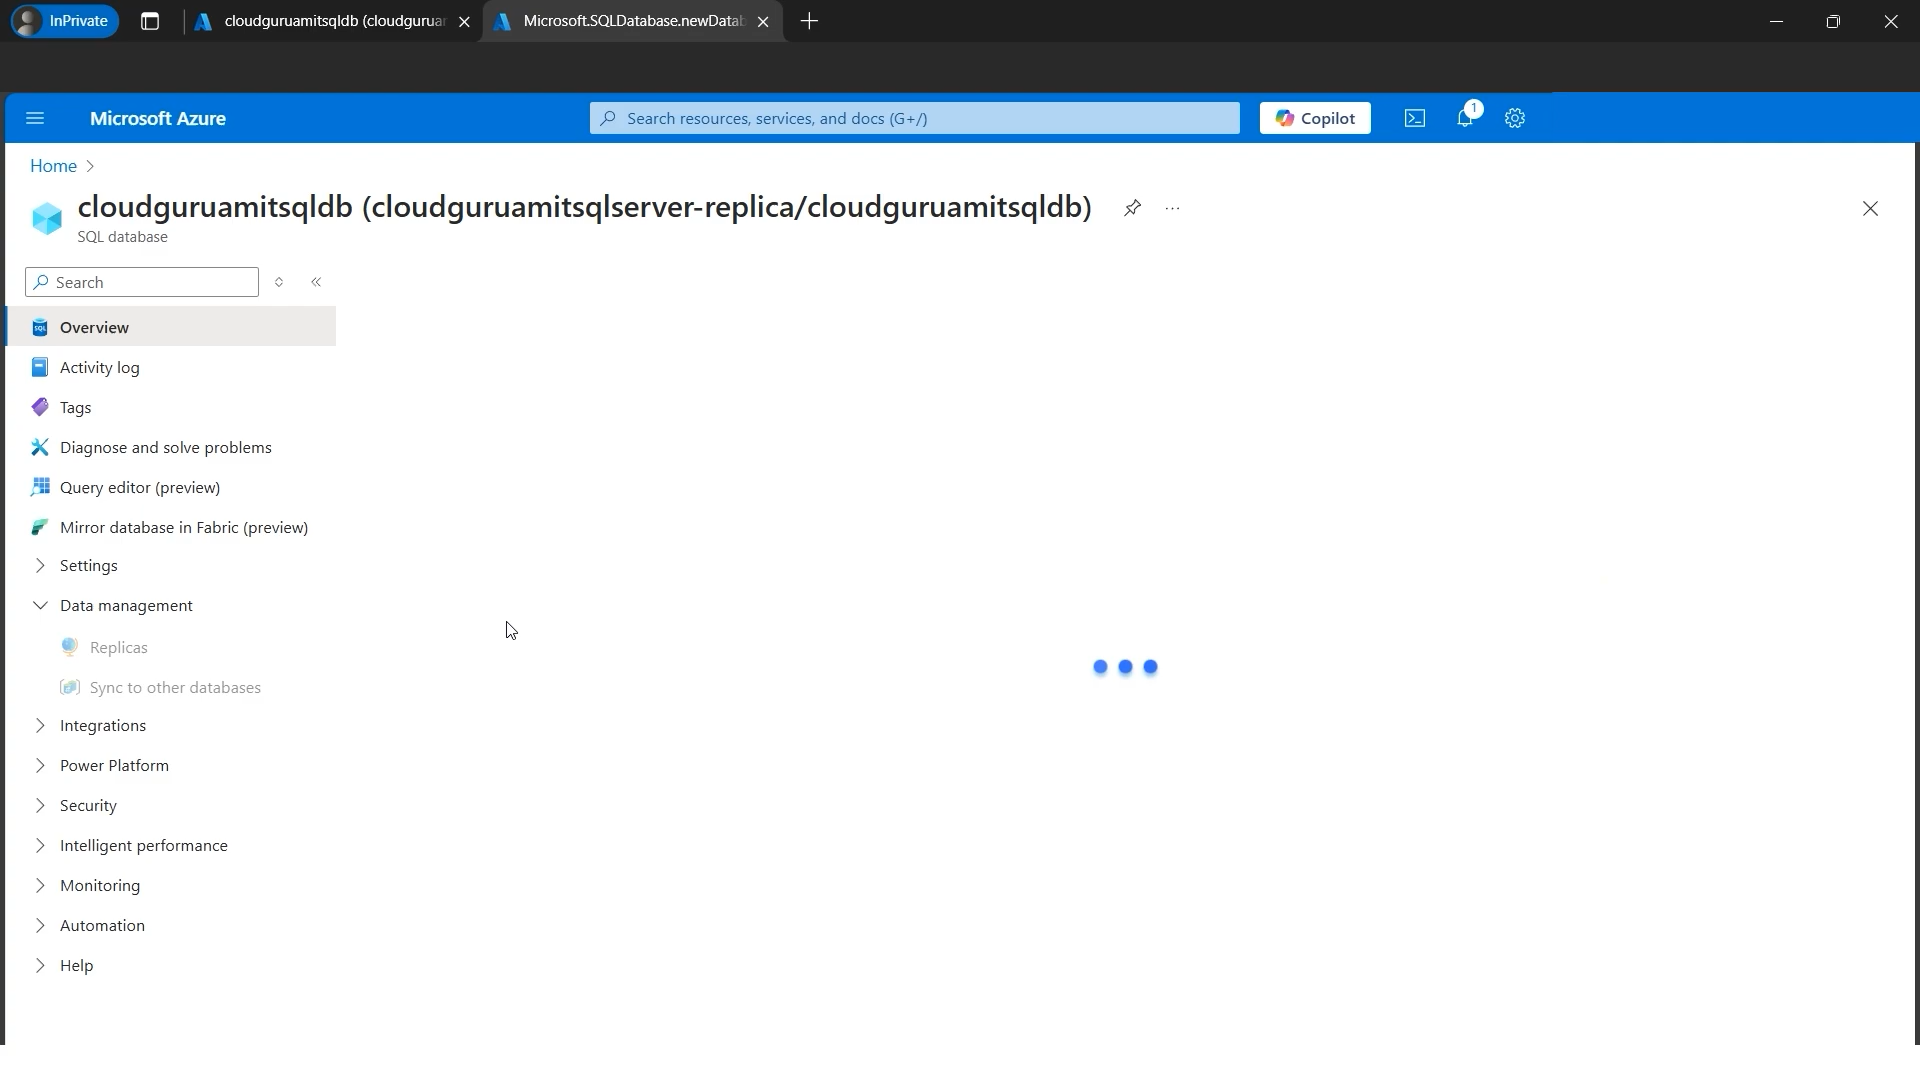 InPrivate
cloudguruamitsqldb (cloudgurua
Microsoft.SQLDatabase.newDatab
Microsoft Azure
Search resources, services, and docs (G+/)
Copilot
1
Home
cloudguruamitsqldb (cloudguruamitsqlserver-replica/cloudguruamitsqldb)
SQL database
Search
Overview
Activity log
Tags
Diagnose and solve problems
Query editor (preview)
Mirror database in Fabric (preview)
Settings
Data management
Replicas
Sync to other databases
Integrations
Power Platform
Security
Intelligent performance
Monitoring
Automation
Help